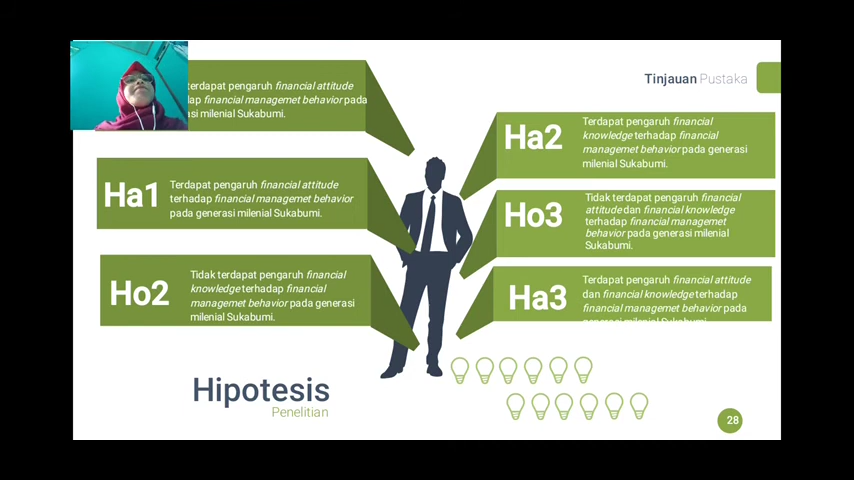 Tinjauan Pustaka
terdapat pengaruh financial attitude
financial managemet behavior pada
milenial Sukabumi.
Ha1
Terdapat pengaruh financial attitude
terhadap financial managemet behavior
pada generasi milenial Sukabumi.
Ho2
Tidak terdapat pengaruh financial
knowledge terhadap financial
managemet behavior pada generasi
milenial Sukabumi.
Ha2
Terdapat pengaruh financial
knowledge terhadap financial
managemet behavior pada generasi
milenial Sukabumi.
Ho3
Tidak terdapat pengaruh financial
attitude dan financial knowledge
terhadap financial managemet
behavior pada generasi milenial
Sukabumi.
Ha3
Terdapat pengaruh financial attitude
dan financial knowledge terhadap
financial managemet behavior pada
generasi milenial Sukabumi.
Hipotesis
Penelitian
28